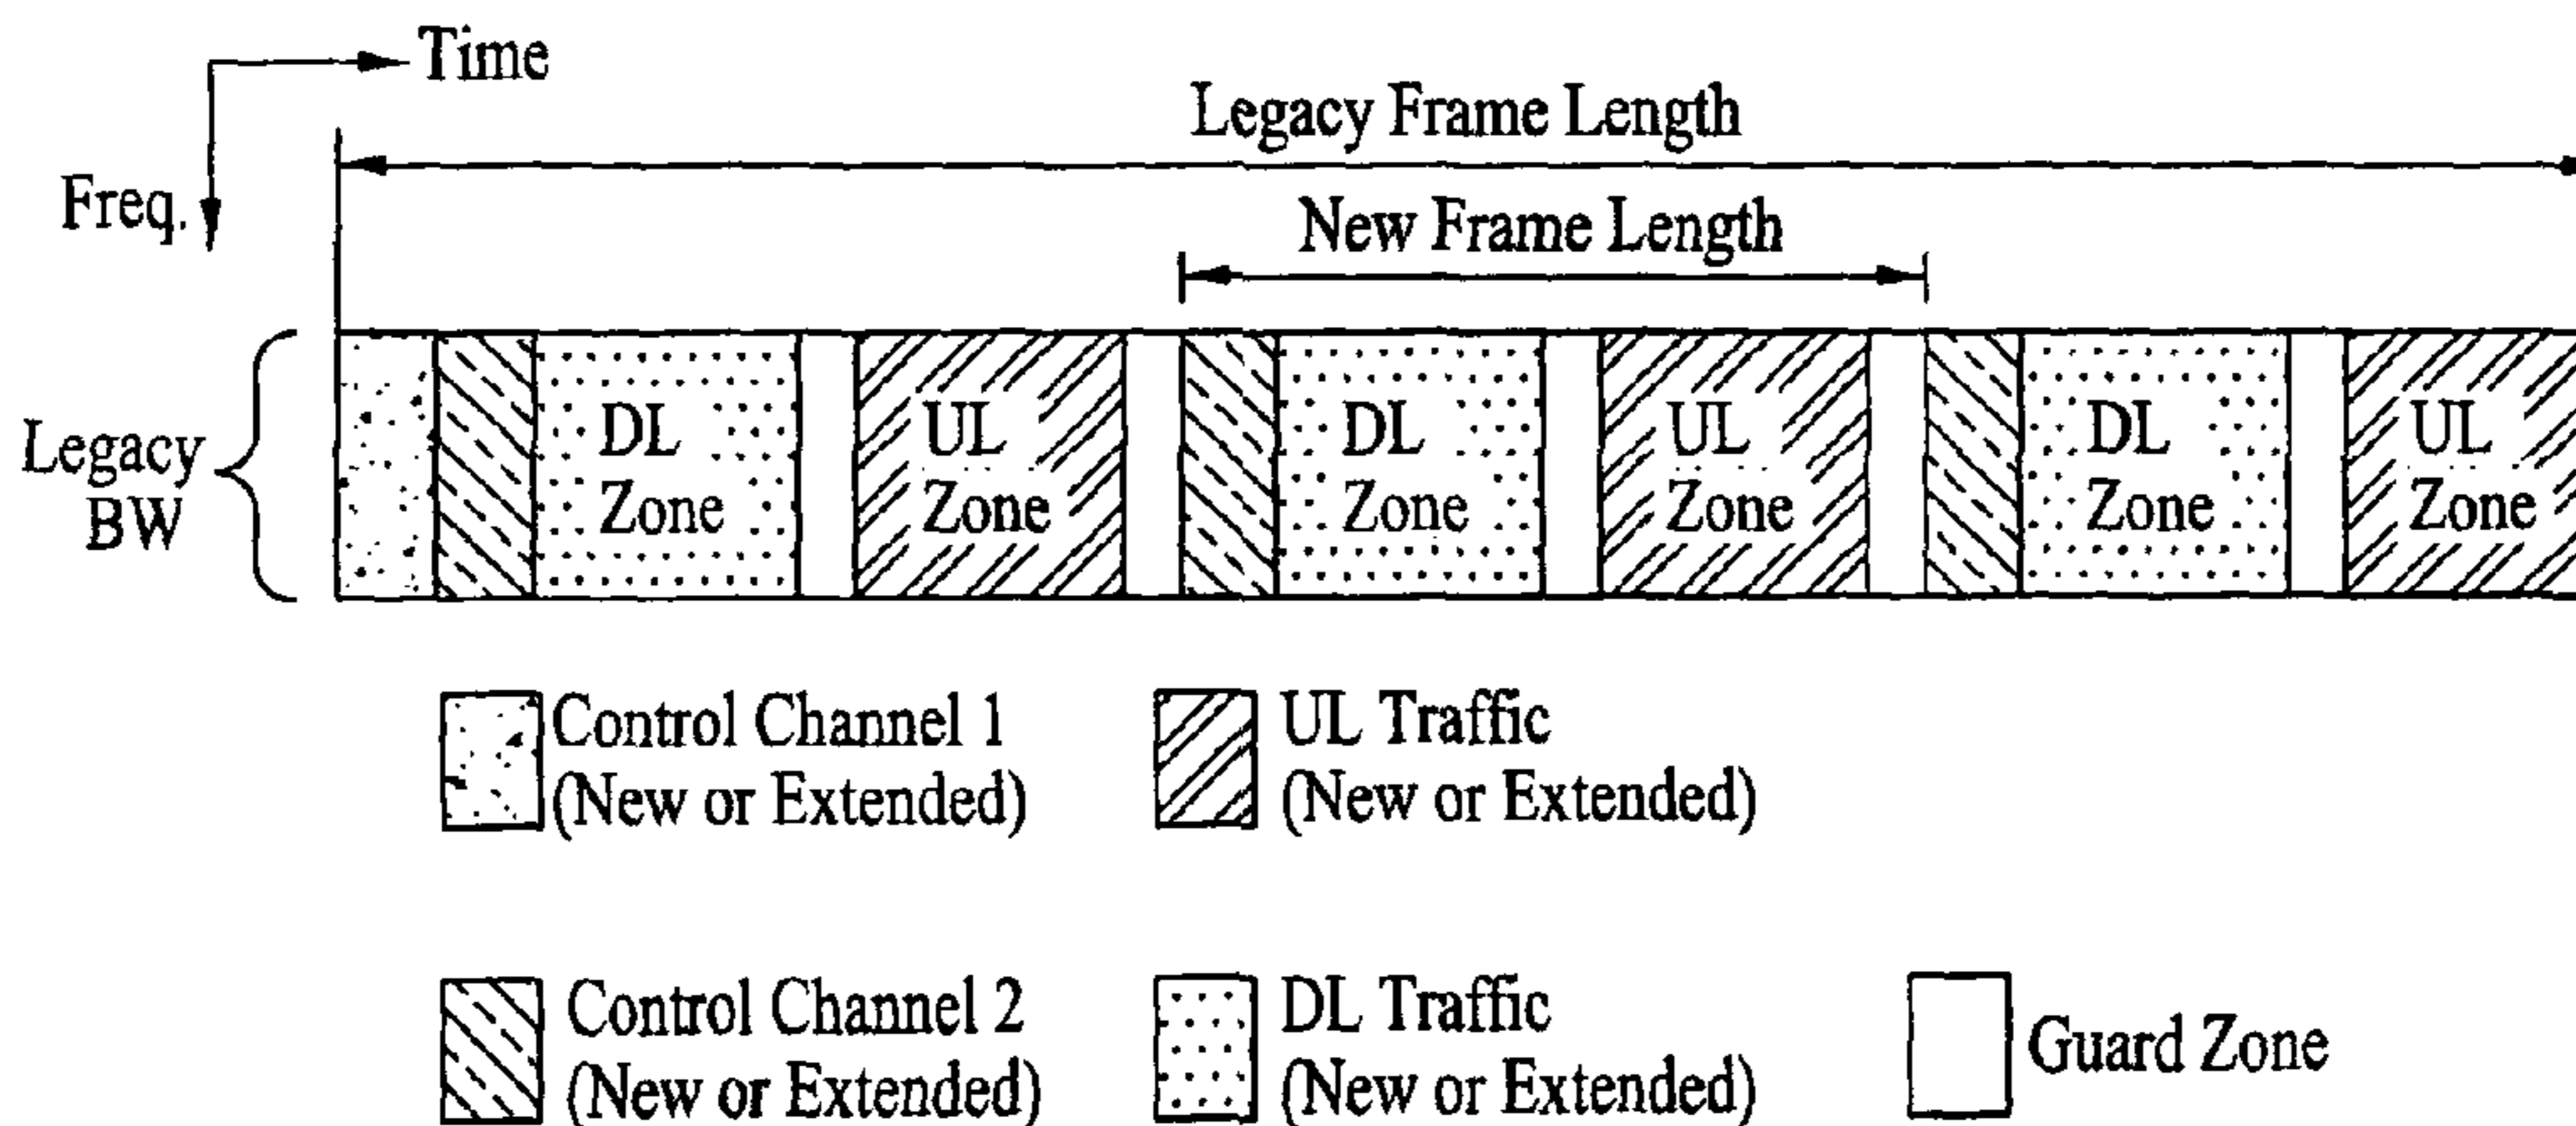 Time
Legacy Frame Length
Freq.
New Frame Length
Legacy
BW
DL
Zone
UL
Zone
DL
Zone
UL
Zone
DL
Zone
UL
Zone
Control Channel 1
(New or Extended)
UL Traffic
(New or Extended)
Control Channel 2
(New or Extended)
DL Traffic
(New or Extended)
Guard Zone